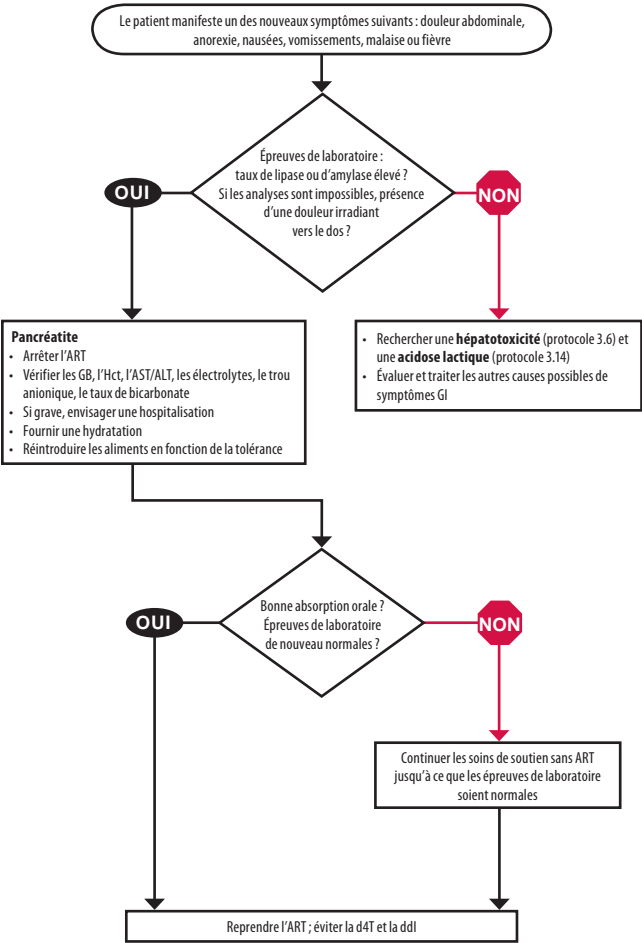 Le patient manifeste un des nouveaux symptômes suivants : douleur abdominale,
anorexie, nausées, vomissements, malaise ou fièvre
Épreuves de laboratoire :
taux de lipase ou d’amylase élevé ?
Si les analyses sont impossibles, présence
d’une douleur irradiant
vers le dos ?
OUI
NON
Pancréatite
• Arrêter l’ART
• Vérifier les GB, l’Hct, l’AST/ALT, les électrolytes, le trou
anionique, le taux de bicarbonate
• Si grave, envisager une hospitalisation
• Fournir une hydratation
• Réintroduire les aliments en fonction de la tolérance
• Rechercher une hépatotoxicité (protocole 3.6) et
une acidose lactique (protocole 3.14)
• Évaluer et traiter les autres causes possibles de
symptômes GI
Bonne absorption orale ?
Épreuves de laboratoire
de nouveau normales ?
OUI
NON
Continuer les soins de soutien sans ART
jusqu’à ce que les épreuves de laboratoire
soient normales
Reprendre l’ART ; éviter la d4T et la ddI